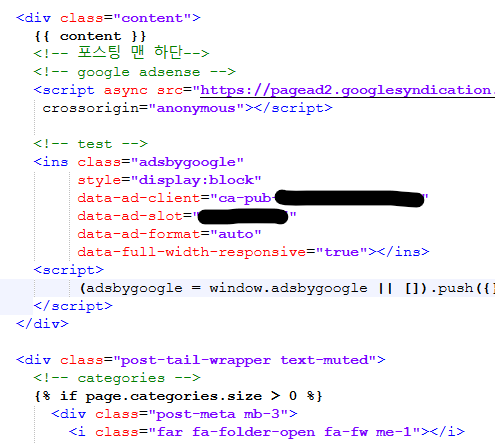 <div class="content">
{{ content }}
<!-- 포스팅 맨 하단-->
<!-- google adsense -->
<script async src="https://pagead2.googlesyndication.
crossorigin="anonymous"></script>
<!-- test -->
<ins class="adsbygoogle"
style="display:block"
data-ad-client="ca-pub-"
data-ad-slot=""
data-ad-format="auto"
data-full-width-responsive="true"></ins>
<script>
(adsbygoogle = window.adsbygoogle || []).push({}
</script>
</div>
<div class="post-tail-wrapper text-muted">
<!-- categories -->
{% if page.categories.size > 0 %}
<div class="post-meta mb-3">
<i class="far fa-folder-open fa-fw me-1"></i>